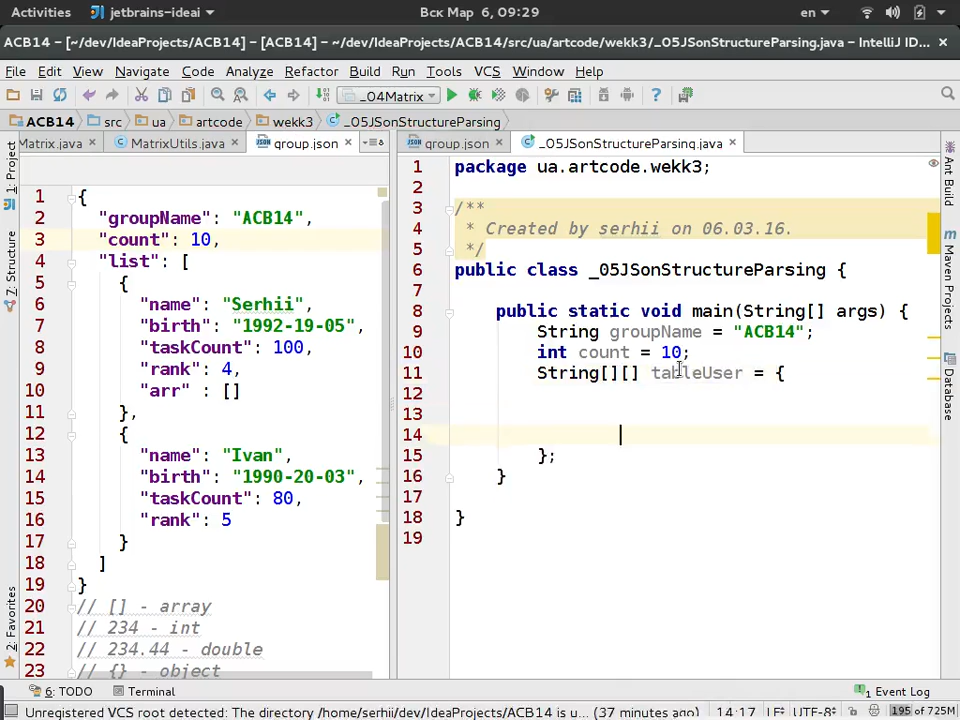 Activities jetbrains-ideai Вск Мар 6, 09:29 en
ACB14 – [~/dev/IdeaProjects/ACB14] – [ACB14] – ~/dev/IdeaProjects/ACB14/src/ua/artcode/wekk3/_05JSonStructureParsing.java – IntelliJ ID...
File Edit View Navigate Code Analyze Refactor Build Run Tools VCS Window Help
_04Matrix
ACB14 src ua artcode wekk3 _05JSonStructureParsing
Matrix.java MatrixUtils.java group.json group.json _05JSonStructureParsing.java
1: Project
7: Structure
2: Favorites
1 {
2 "groupName": "ACB14",
3 "count": 10,
4 "list": [
5 {
6 "name": "Serhii",
7 "birth": "1992-19-05",
8 "taskCount": 100,
9 "rank": 4,
10 "arr" : []
11 },
12 {
13 "name": "Ivan",
14 "birth": "1990-20-03",
15 "taskCount": 80,
16 "rank": 5
17 }
18 ]
19 }
20 // [] - array
21 // 234 - int
22 // 234.44 - double
23 // {} - object
1 package ua.artcode.wekk3;
2
3 /**
4 * Created by serhii on 06.03.16.
5 */
6 public class _05JSonStructureParsing {
7
8 public static void main(String[] args) {
9 String groupName = "ACB14";
10 int count = 10;
11 String[][] tableUser = {
12
13
14
15 };
16 }
17
18 }
19
Ant Build
Maven Projects
Database
6: TODO Terminal 1 Event Log
Unregistered VCS root detected: The directory /home/serhii/dev/IdeaProjects/ACB14 is u... (37 minutes ago) 14:17 LF UTF-8 195 of 725M